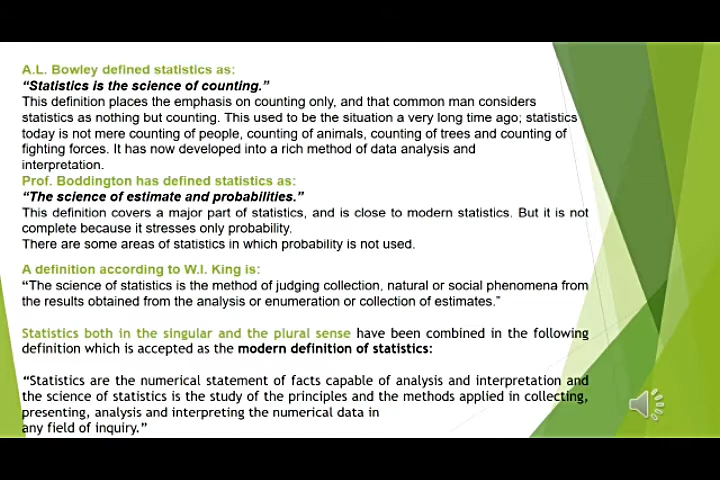 A.L. Bowley defined statistics as:
“Statistics is the science of counting.”
This definition places the emphasis on counting only, and that common man considers
statistics as nothing but counting. This used to be the situation a very long time ago; statistics
today is not mere counting of people, counting of animals, counting of trees and counting of
fighting forces. It has now developed into a rich method of data analysis and
interpretation.
Prof. Boddington has defined statistics as:
“The science of estimate and probabilities.”
This definition covers a major part of statistics, and is close to modern statistics. But it is not
complete because it stresses only probability.
There are some areas of statistics in which probability is not used.
A definition according to W.I. King is:
“The science of statistics is the method of judging collection, natural or social phenomena from
the results obtained from the analysis or enumeration or collection of estimates.”
Statistics both in the singular and the plural sense have been combined in the following
definition which is accepted as the modern definition of statistics:
“Statistics are the numerical statement of facts capable of analysis and interpretation and
the science of statistics is the study of the principles and the methods applied in collecting,
presenting, analysis and interpreting the numerical data in
any field of inquiry.”